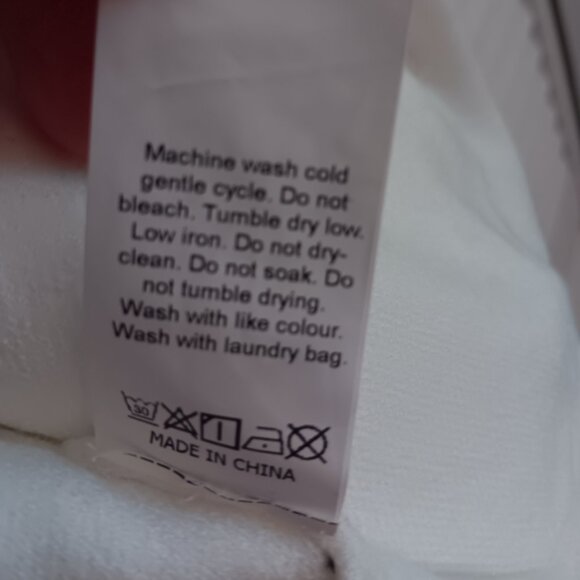 Machine wash cold
gentle cycle. Do not
bleach. Tumble dry low.
Low iron. Do not dry-
clean. Do not soak. Do
not tumble drying.
Wash with like colour.
Wash with laundry bag.
30
MADE IN CHINA